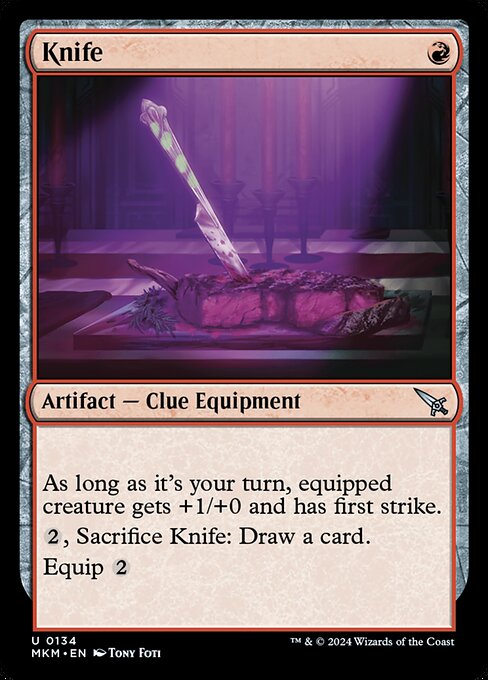 Knife
Artifact — Clue Equipment
As long as it's your turn, equipped
creature gets +1/+0 and has first strike.
2, Sacrifice Knife: Draw a card.
Equip 2
U 0134
MKM • EN Tony Foti
™ & © 2024 Wizards of the Coast